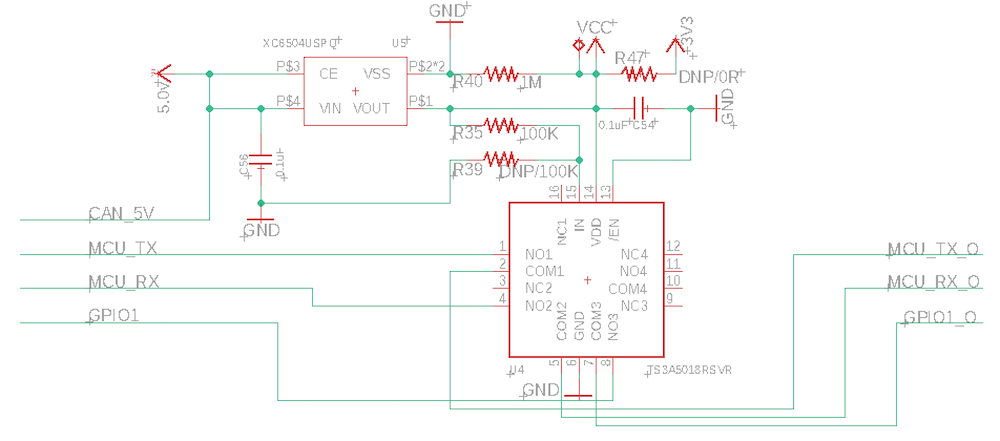 GND
VCC
+3V3
XC6504USPQ
U5
R47
P$3
CE
VSS
P$2*2
5.0V
R40
1M
DNP/0R
P$4
VIN
VOUT
P$1
GND
0.1uF
C54
R35
100K
C56
0.1uF
R39
DNP/100K
16
15
14
13
CAN_5V
GND
NC1
IN
VDD
/EN
MCU_TX
1
NO1
NC4
12
MCU_TX_O
2
COM1
NO4
11
MCU_RX
3
NC2
COM4
10
MCU_RX_O
4
NO2
NC3
9
GPIO1
COM2
GND
COM3
NO3
GPIO1_O
5
6
7
8
U4
TS3A5018RSVR
GND